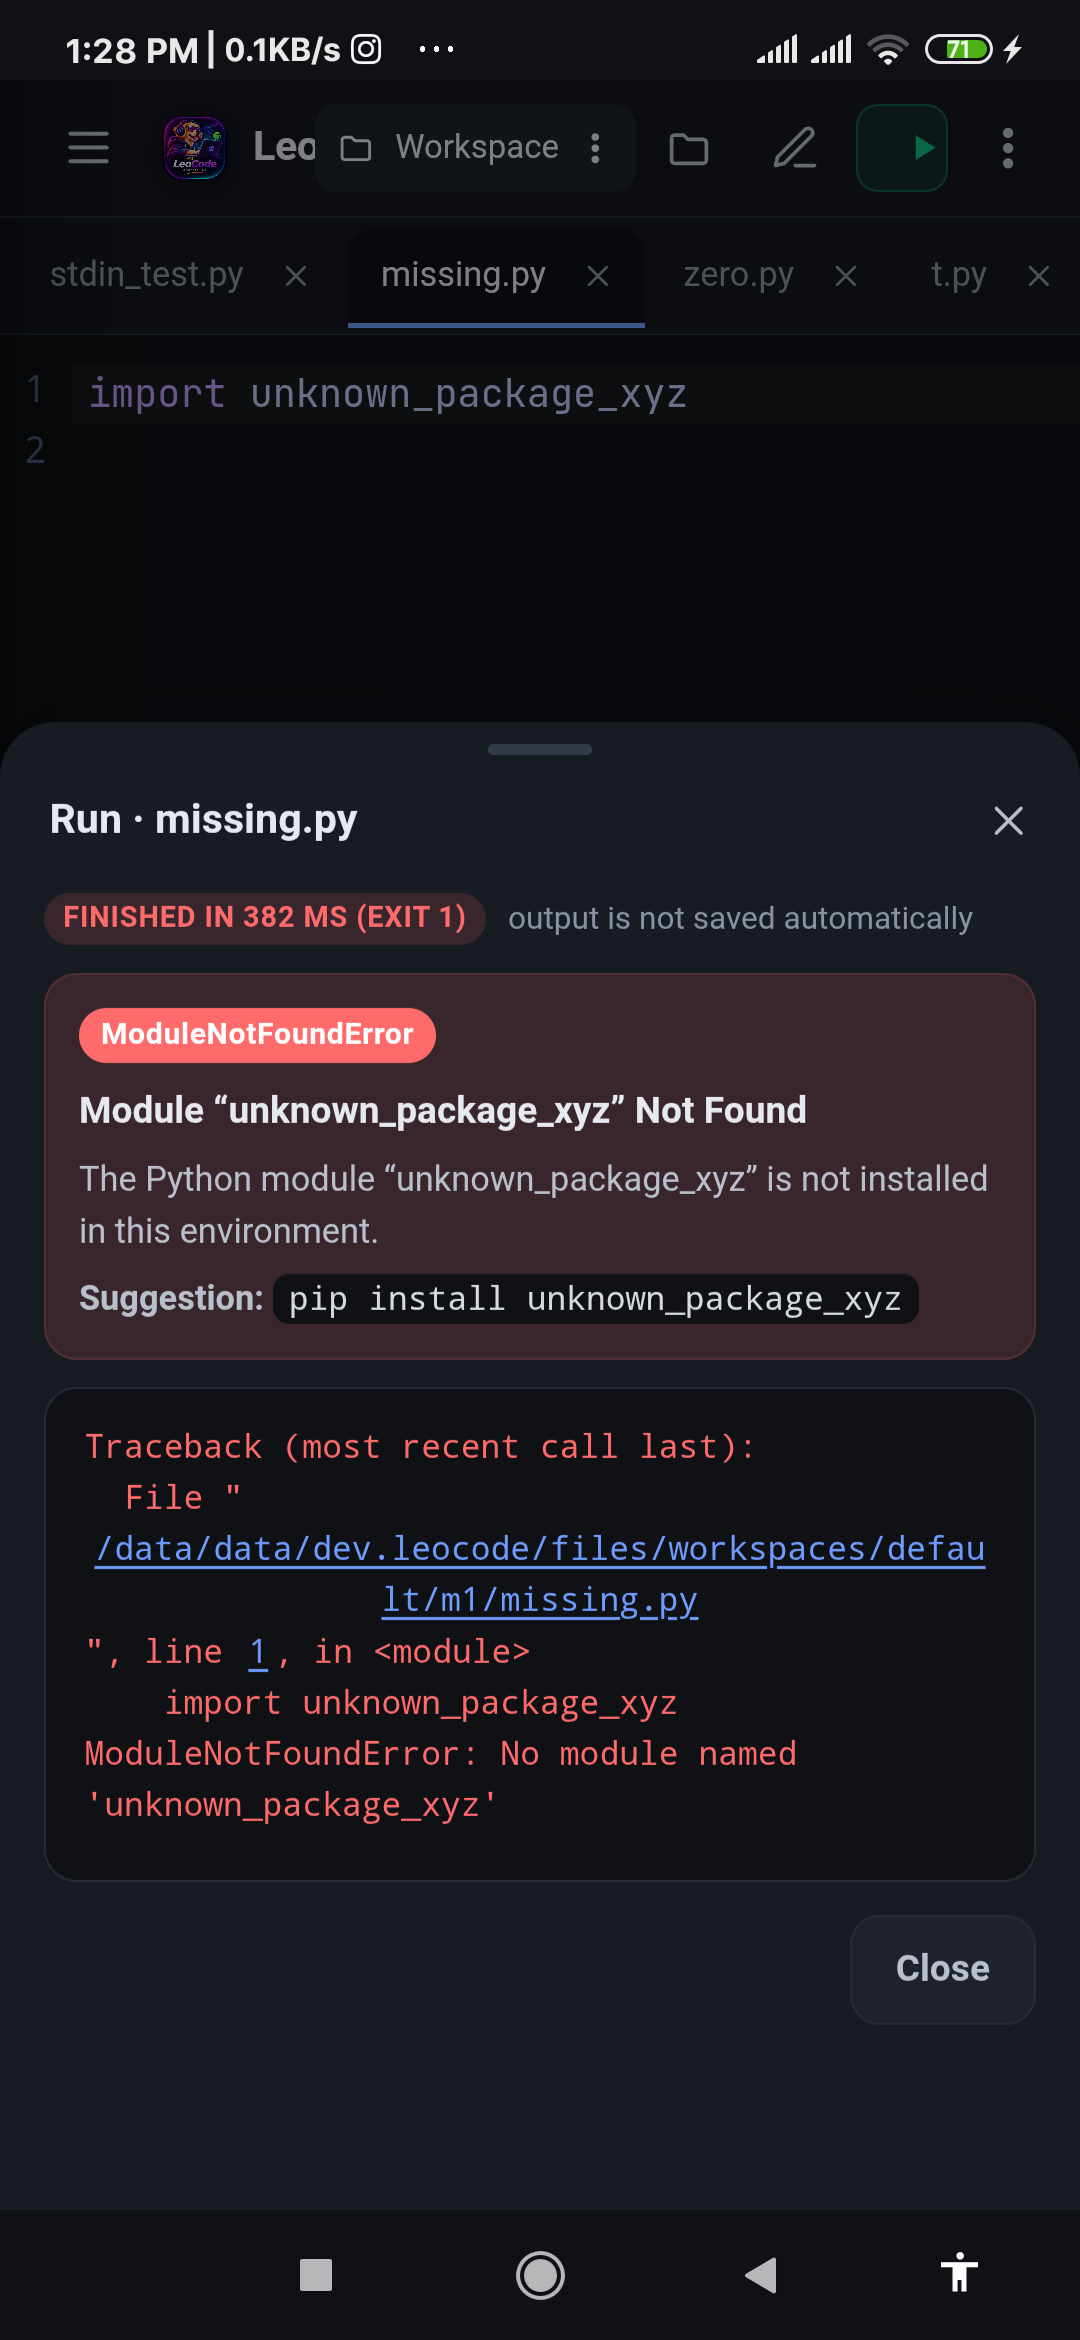 1:28 PM | 0.1KB/s ... 71
LeoCode
Leo Workspace
stdin_test.py missing.py zero.py t.py
1 import unknown_package_xyz
2
Run · missing.py
FINISHED IN 382 MS (EXIT 1) output is not saved automatically
ModuleNotFoundError
Module “unknown_package_xyz” Not Found
The Python module “unknown_package_xyz” is not installed
in this environment.
Suggestion: pip install unknown_package_xyz
Traceback (most recent call last):
File "
/data/data/dev.leocode/files/workspaces/defau
lt/m1/missing.py
", line 1, in <module>
import unknown_package_xyz
ModuleNotFoundError: No module named
'unknown_package_xyz'
Close